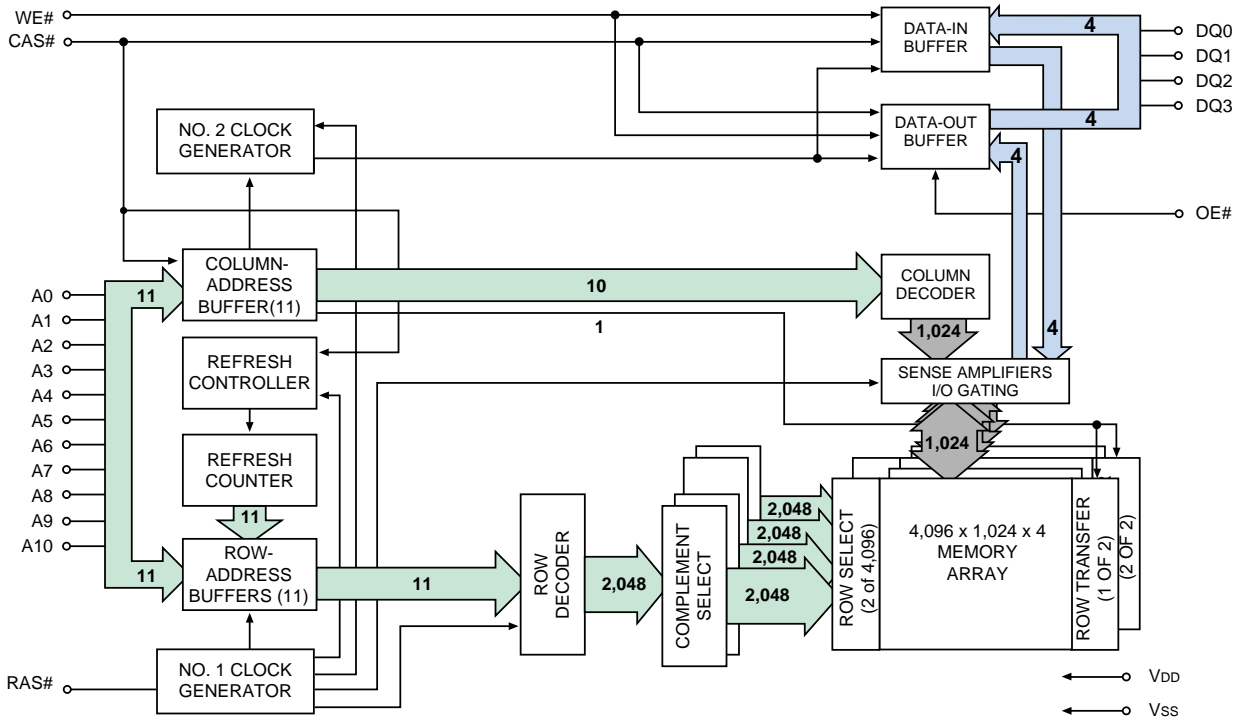 WE#
CAS#
DATA-IN
BUFFER
4
DQ0
DQ1
DQ2
DQ3
NO. 2 CLOCK
GENERATOR
DATA-OUT
BUFFER
4
4
OE#
COLUMN-
ADDRESS
BUFFER(11)
11
10
COLUMN
DECODER
1
1,024
4
A0
A1
A2
A3
A4
A5
A6
A7
A8
A9
A10
REFRESH
CONTROLLER
SENSE AMPLIFIERS
I/O GATING
1,024
REFRESH
COUNTER
11
ROW-
ADDRESS
BUFFERS (11)
11
11
ROW
DECODER
2,048
COMPLEMENT
SELECT
2,048
2,048
2,048
2,048
ROW SELECT
(2 of 4,096)
4,096 x 1,024 x 4
MEMORY
ARRAY
ROW TRANSFER
(1 OF 2)
(2 OF 2)
RAS#
NO. 1 CLOCK
GENERATOR
VDD
VSS